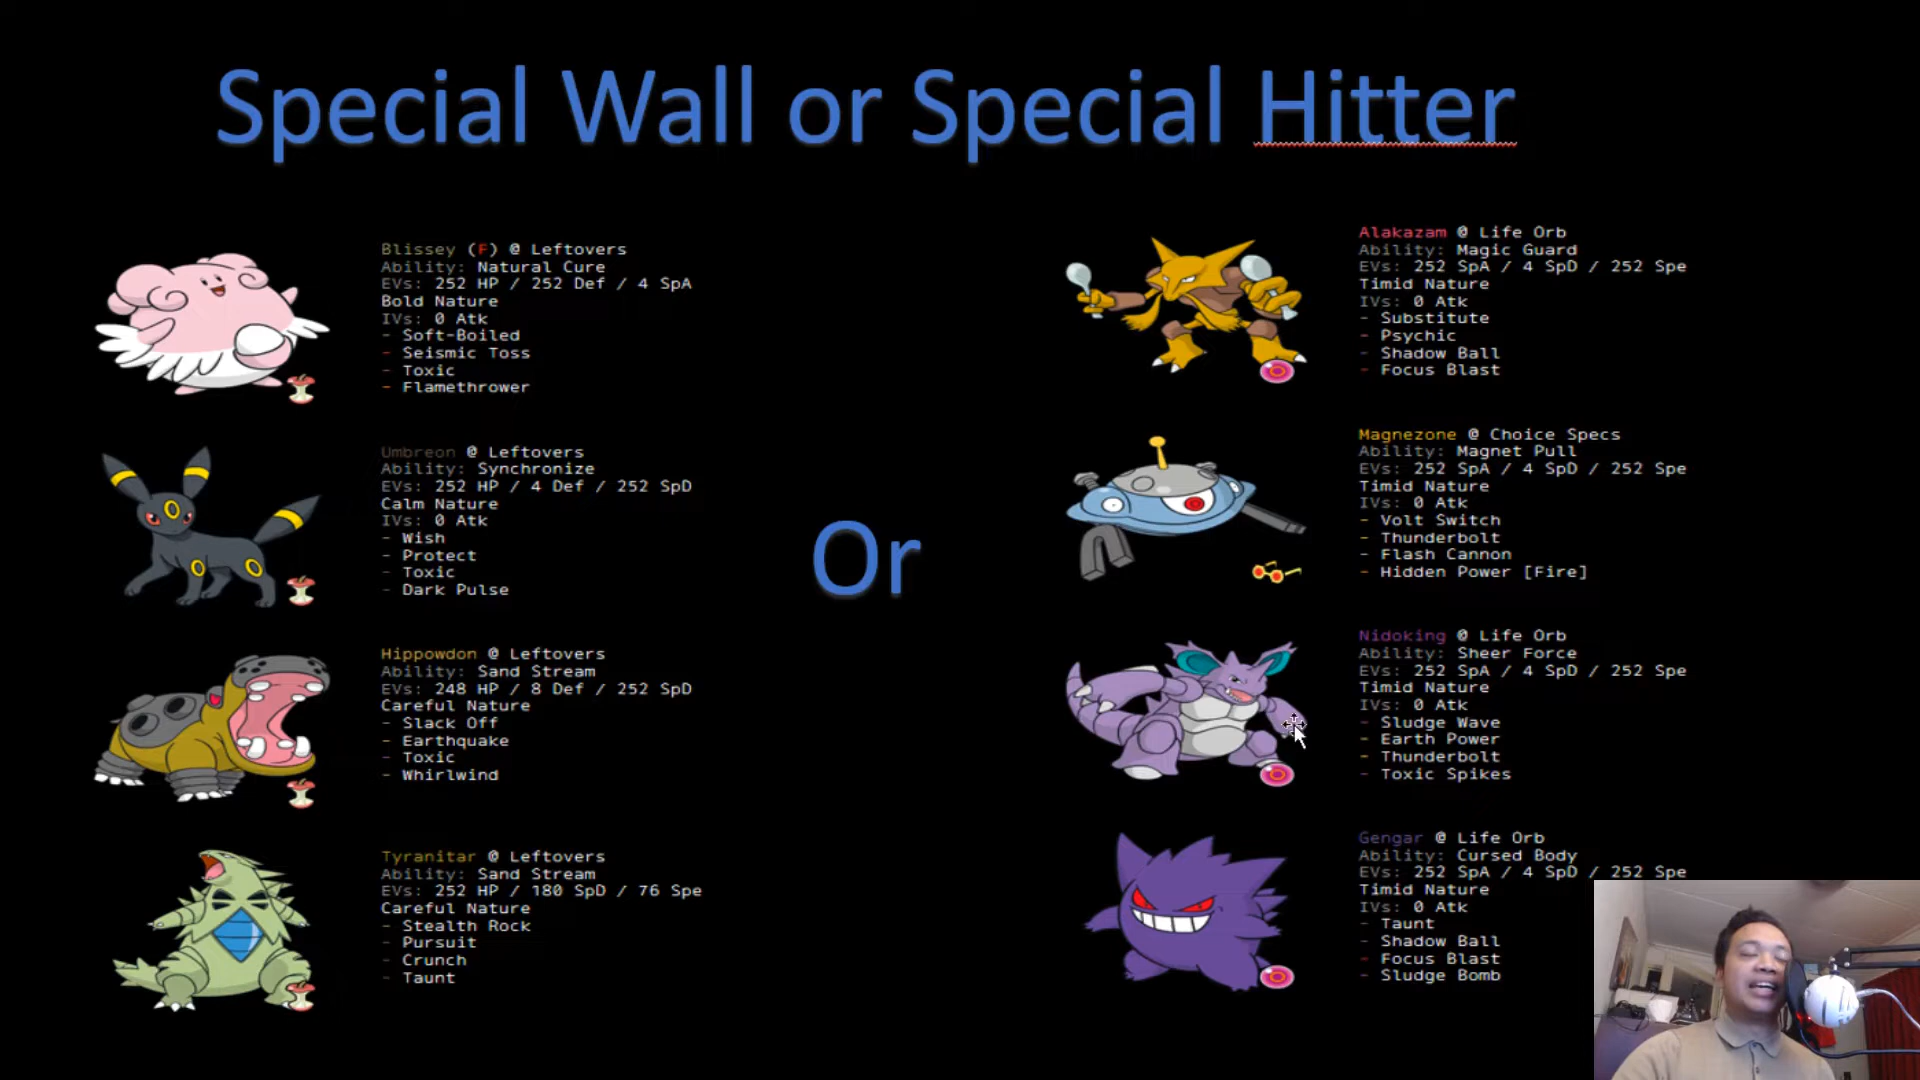 Special Wall or Special Hitter
Blissey (F) @ Leftovers
Ability: Natural Cure
EVs: 252 HP / 252 Def / 4 SpA
Bold Nature
IVs: 0 Atk
- Soft-Boiled
- Seismic Toss
- Toxic
- Flamethrower
Umbreon @ Leftovers
Ability: Synchronize
EVs: 252 HP / 4 Def / 252 SpD
Calm Nature
IVs: 0 Atk
- Wish
- Protect
- Toxic
- Dark Pulse
Hippowdon @ Leftovers
Ability: Sand Stream
EVs: 248 HP / 8 Def / 252 SpD
Careful Nature
- Slack Off
- Earthquake
- Toxic
- Whirlwind
Tyranitar @ Leftovers
Ability: Sand Stream
EVs: 252 HP / 180 SpD / 76 Spe
Careful Nature
- Stealth Rock
- Pursuit
- Crunch
- Taunt
Or
Alakazam @ Life Orb
Ability: Magic Guard
EVs: 252 SpA / 4 SpD / 252 Spe
Timid Nature
IVs: 0 Atk
- Substitute
- Psychic
- Shadow Ball
- Focus Blast
Magnezone @ Choice Specs
Ability: Magnet Pull
EVs: 252 SpA / 4 SpD / 252 Spe
Timid Nature
IVs: 0 Atk
- Volt Switch
- Thunderbolt
- Flash Cannon
- Hidden Power [Fire]
Nidoking @ Life Orb
Ability: Sheer Force
EVs: 252 SpA / 4 SpD / 252 Spe
Timid Nature
IVs: 0 Atk
- Sludge Wave
- Earth Power
- Thunderbolt
- Toxic Spikes
Gengar @ Life Orb
Ability: Cursed Body
EVs: 252 SpA / 4 SpD / 252 Spe
Timid Nature
IVs: 0 Atk
- Taunt
- Shadow Ball
- Focus Blast
- Sludge Bomb